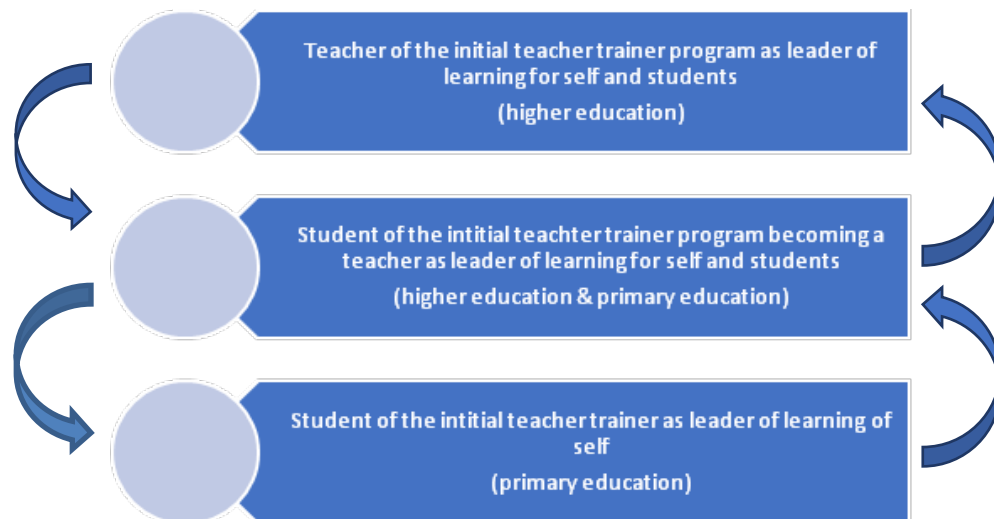 Teacher of the initial teacher trainer program as leader of
learning for self and students
(higher education)
Student of the intitial teachter trainer program becoming a
teacher as leader of learning for self and students
(higher education & primary education)
Student of the intitial teacher trainer as leader of learning of
self
(primary education)